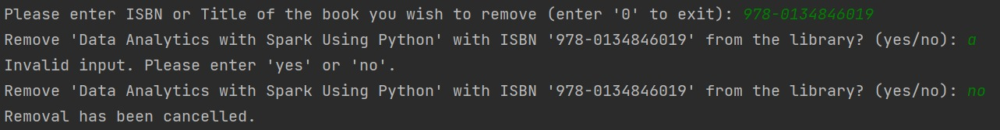 Please enter ISBN or Title of the book you wish to remove (enter '0' to exit): 978-0134846019
Remove 'Data Analytics with Spark Using Python' with ISBN '978-0134846019' from the library? (yes/no): a
Invalid input. Please enter 'yes' or 'no'.
Remove 'Data Analytics with Spark Using Python' with ISBN '978-0134846019' from the library? (yes/no): no
Removal has been cancelled.